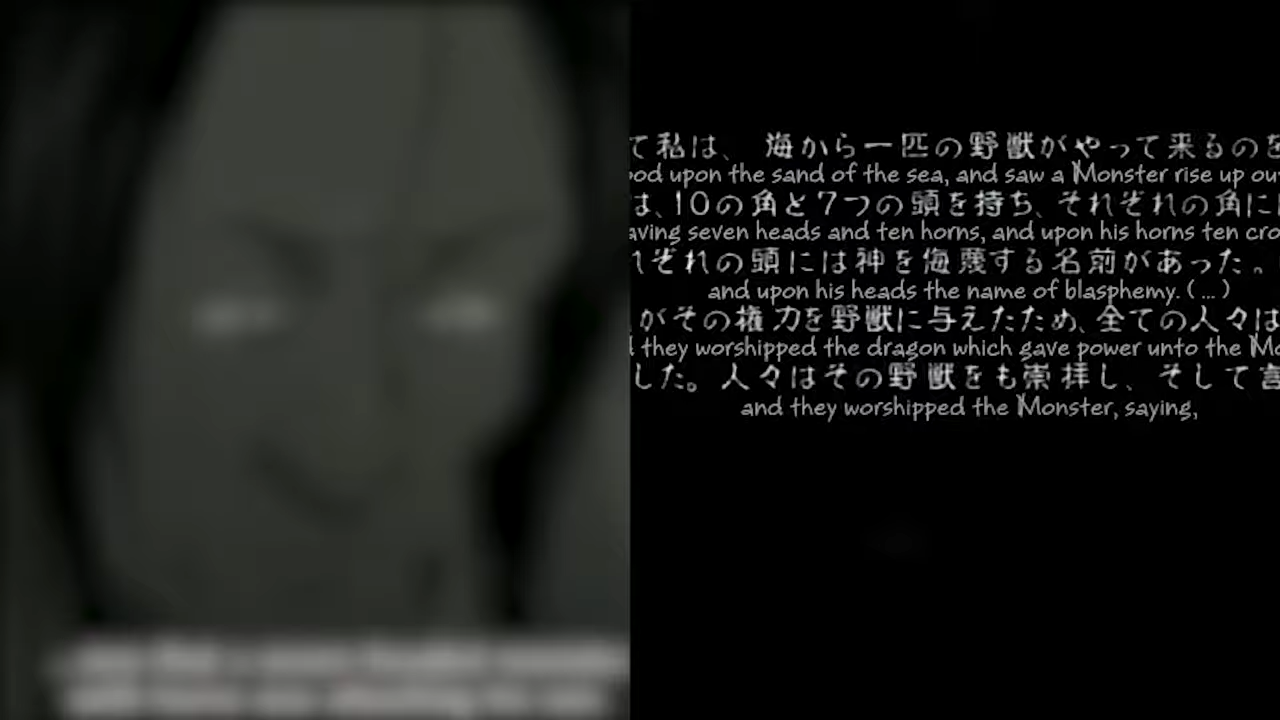 て私は、 海から一匹の野獣がやって来るのを
ood upon the sand of the sea, and saw a Monster rise up ou
は、10の角と7つの頭を持ち、それぞれの角に
aving seven heads and ten horns, and upon his horns ten cro
れぞれの頭には神を侮蔑する名前があった。
and upon his heads the name of blasphemy. ( ... )
がその権力を野獣に与えたため、全ての人々は
they worshipped the dragon which gave power unto the Mo
した。人々はその野獣をも崇拝し、そして言
and they worshipped the Monster, saying,